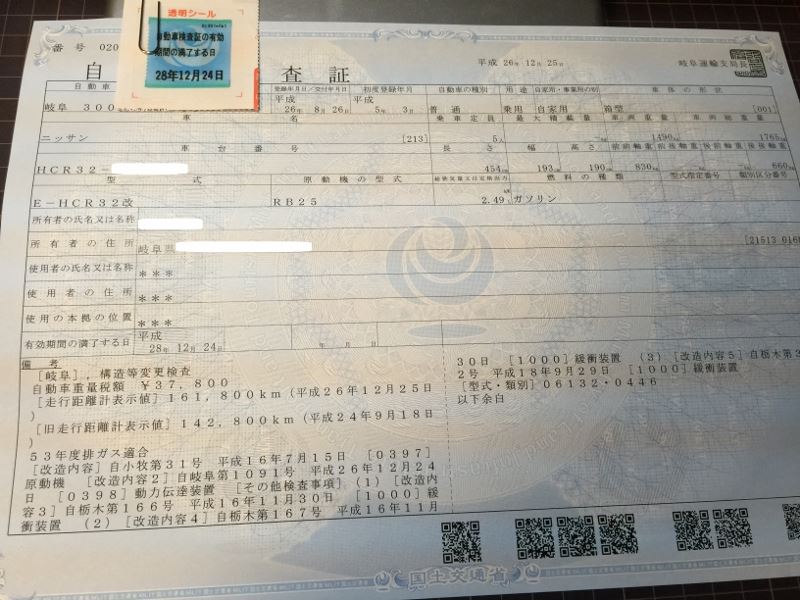 透明シール
自動車検査証の有効
期間の満了する日
28年12月24日
番号 020
平成 26年 12月 25日
岐阜運輸支局長
自 査 証
自動車
登録年月日/交付年月日
初度登録年月
自動車の種別
用途
自家用・事業用の別
車体の形状
岐阜 300
平成
26年 8月26日
平成
5年 3月
普通
乗用
自家用
箱型
[001]
車 名
乗車定員
最大積載量
車両重量
車両総重量
ニッサン
[213]
5人
1490
1765
車台番号
長さ
幅
高さ
前前軸重
前後軸重
後前軸重
後後軸重
HCR32-
454
193
190
830
660
型式
原動機の型式
総排気量又は定格出力
燃料の種類
型式指定番号
類別区分番号
E-HCR32改
RB25
2.49
ガソリン
所有者の氏名又は名称
所有者の住所
岐阜
[21513 016
使用者の氏名又は名称
***
使用者の住所
***
使用の本拠の位置
***
有効期間の満了する日
平成
28年 12月 24日
年 月 日
備考
[岐阜],構造等変更検査
自動車重量税額 ¥37,800
[走行距離計表示値]161,800km(平成26年12月25日
)
[旧走行距離計表示値]142,800km(平成24年9月18日
)
53年度排ガス適合
[改造内容]自小牧第31号 平成16年7月15日 [0397]
原動機 [改造内容2]自岐阜第1091号 平成26年12月24
日 [0398]動力伝達装置 [その他検査事項](1)[改造内
容3]自栃木第166号 平成16年11月30日 [1000]緩
衝装置 (2)[改造内容4]自栃木第167号 平成16年11月
30日 [1000]緩衝装置 (3)[改造内容5]自栃木第3
2号 平成18年9月29日 [1000]緩衝装置
[型式・類別]06132・0446
以下余白
国土交通省